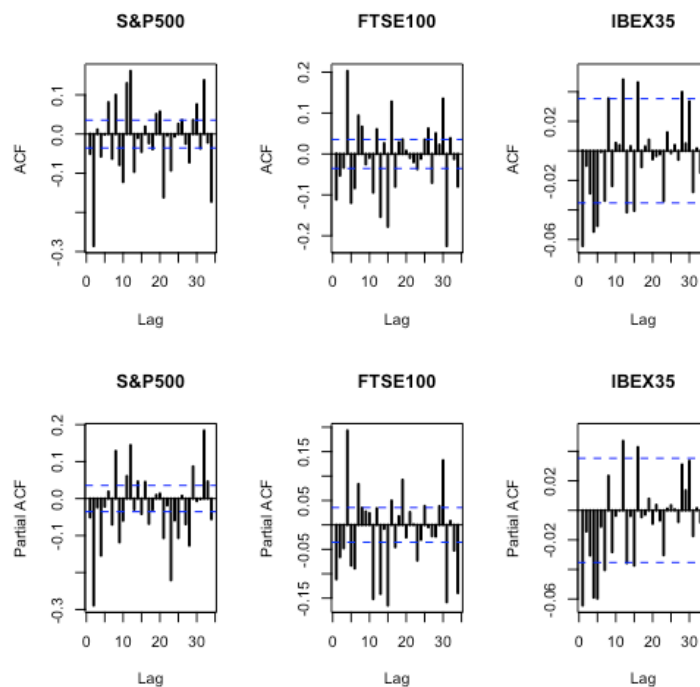 S&P500 FTSE100 IBEX35
ACF -0.3 -0.1 0.0 0.1
0 10 20 30
Lag
ACF -0.2 -0.1 0.0 0.1 0.2
0 10 20 30
Lag
ACF -0.06 -0.02 0.02
0 10 20 30
Lag
S&P500 FTSE100 IBEX35
Partial ACF -0.3 -0.1 0.0 0.1 0.2
0 10 20 30
Lag
Partial ACF -0.15 -0.05 0.05 0.15
0 10 20 30
Lag
Partial ACF -0.06 -0.02 0.02
0 10 20 30
Lag